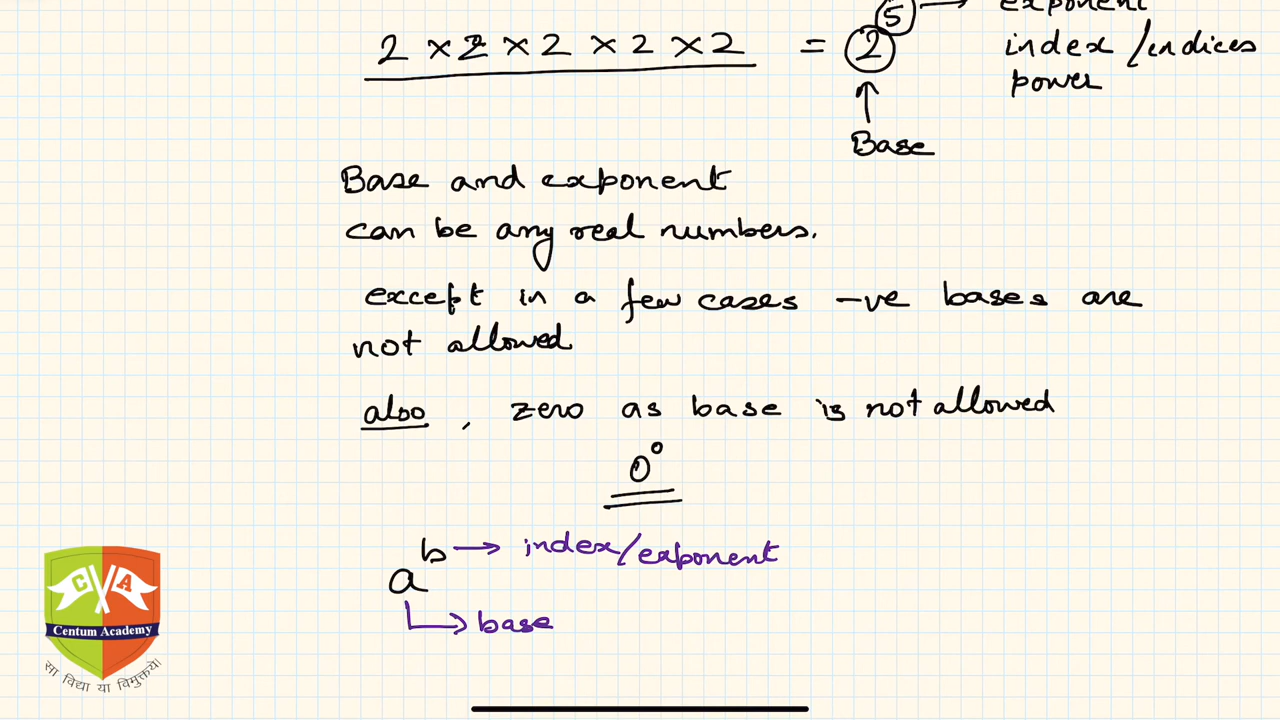 5 → exponent
2 × 2 × 2 × 2 × 2 = 2 index/indices
power
Base
Base and exponent
can be any real numbers.
except in a few cases -ve bases are
not allowed
also, zero as base is not allowed
0⁰
b → index/exponent
a
base
C A
Centum Academy
सा विद्या या विमुक्तये।